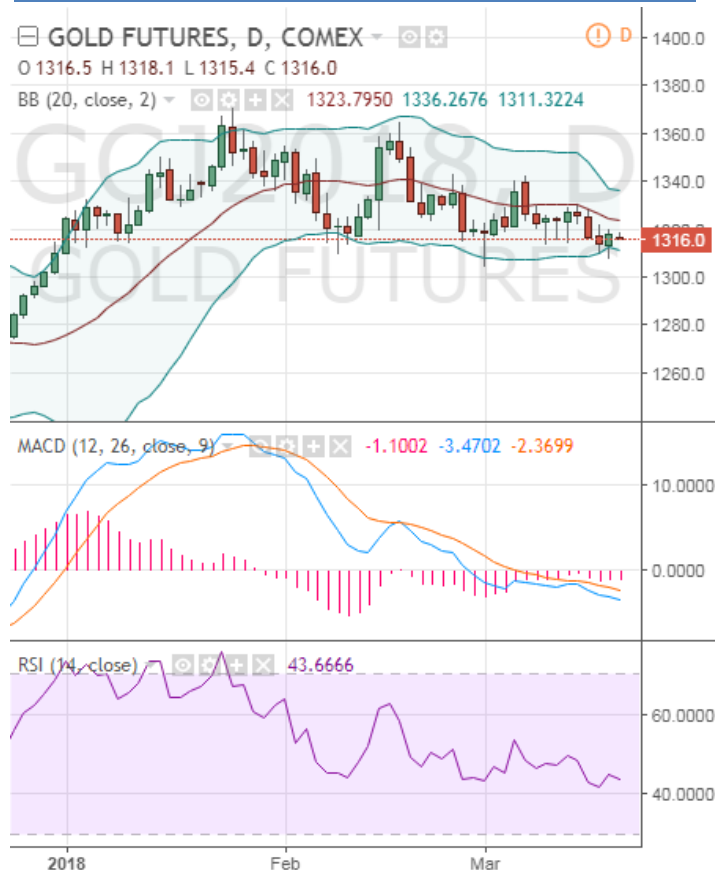 GOLD FUTURES, D, COMEX D
O 1316.5 H 1318.1 L 1315.4 C 1316.0
BB (20, close, 2) 1323.7950 1336.2676 1311.3224
1400.0
1380.0
1360.0
1340.0
1316.0
1300.0
1280.0
1260.0
GCJ2018, D
GOLD FUTURES
MACD (12, 26, close, 9) -1.1002 -3.4702 -2.3699
10.0000
0.0000
RSI (14, close) 43.6666
60.0000
40.0000
2018 Feb Mar